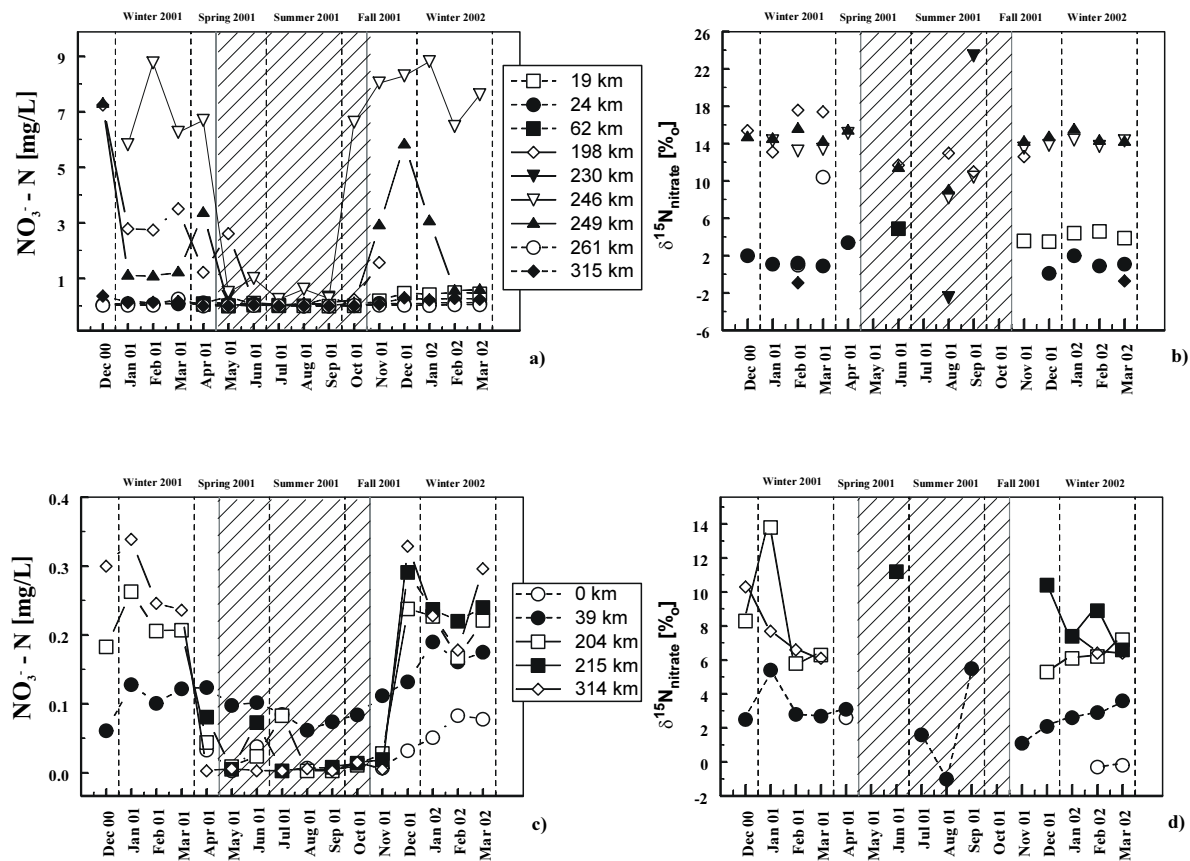 Winter 2001 Spring 2001 Summer 2001 Fall 2001 Winter 2002
NO3- - N [mg/L]
9
7
5
3
1
Dec 00
Jan 01
Feb 01
Mar 01
Apr 01
May 01
Jun 01
Jul 01
Aug 01
Sep 01
Oct 01
Nov 01
Dec 01
Jan 02
Feb 02
Mar 02
a)
19 km
24 km
62 km
198 km
230 km
246 km
249 km
261 km
315 km
Winter 2001 Spring 2001 Summer 2001 Fall 2001 Winter 2002
δ15Nnitrate [%o]
26
22
18
14
10
6
2
-2
-6
Dec 00
Jan 01
Feb 01
Mar 01
Apr 01
May 01
Jun 01
Jul 01
Aug 01
Sep 01
Oct 01
Nov 01
Dec 01
Jan 02
Feb 02
Mar 02
b)
Winter 2001 Spring 2001 Summer 2001 Fall 2001 Winter 2002
NO3- - N [mg/L]
0.4
0.3
0.2
0.1
0.0
Dec 00
Jan 01
Feb 01
Mar 01
Apr 01
May 01
Jun 01
Jul 01
Aug 01
Sep 01
Oct 01
Nov 01
Dec 01
Jan 02
Feb 02
Mar 02
c)
0 km
39 km
204 km
215 km
314 km
Winter 2001 Spring 2001 Summer 2001 Fall 2001 Winter 2002
δ15Nnitrate [%o]
14
12
10
8
6
4
2
0
-2
Dec 00
Jan 01
Feb 01
Mar 01
Apr 01
May 01
Jun 01
Jul 01
Aug 01
Sep 01
Oct 01
Nov 01
Dec 01
Jan 02
Feb 02
Mar 02
d)